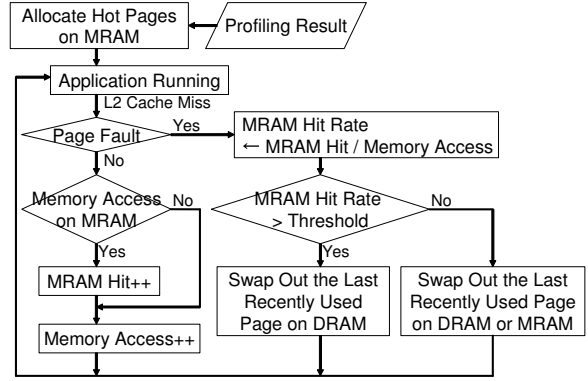 Allocate Hot Pages
on MRAM
Profiling Result
Application Running
L2 Cache Miss
Page Fault
Yes
No
MRAM Hit Rate
← MRAM Hit / Memory Access
Memory Access
on MRAM
No
Yes
MRAM Hit Rate
> Threshold
No
Yes
MRAM Hit++
Memory Access++
Swap Out the Last
Recently Used
Page on DRAM
Swap Out the Last
Recently Used Page
on DRAM or MRAM